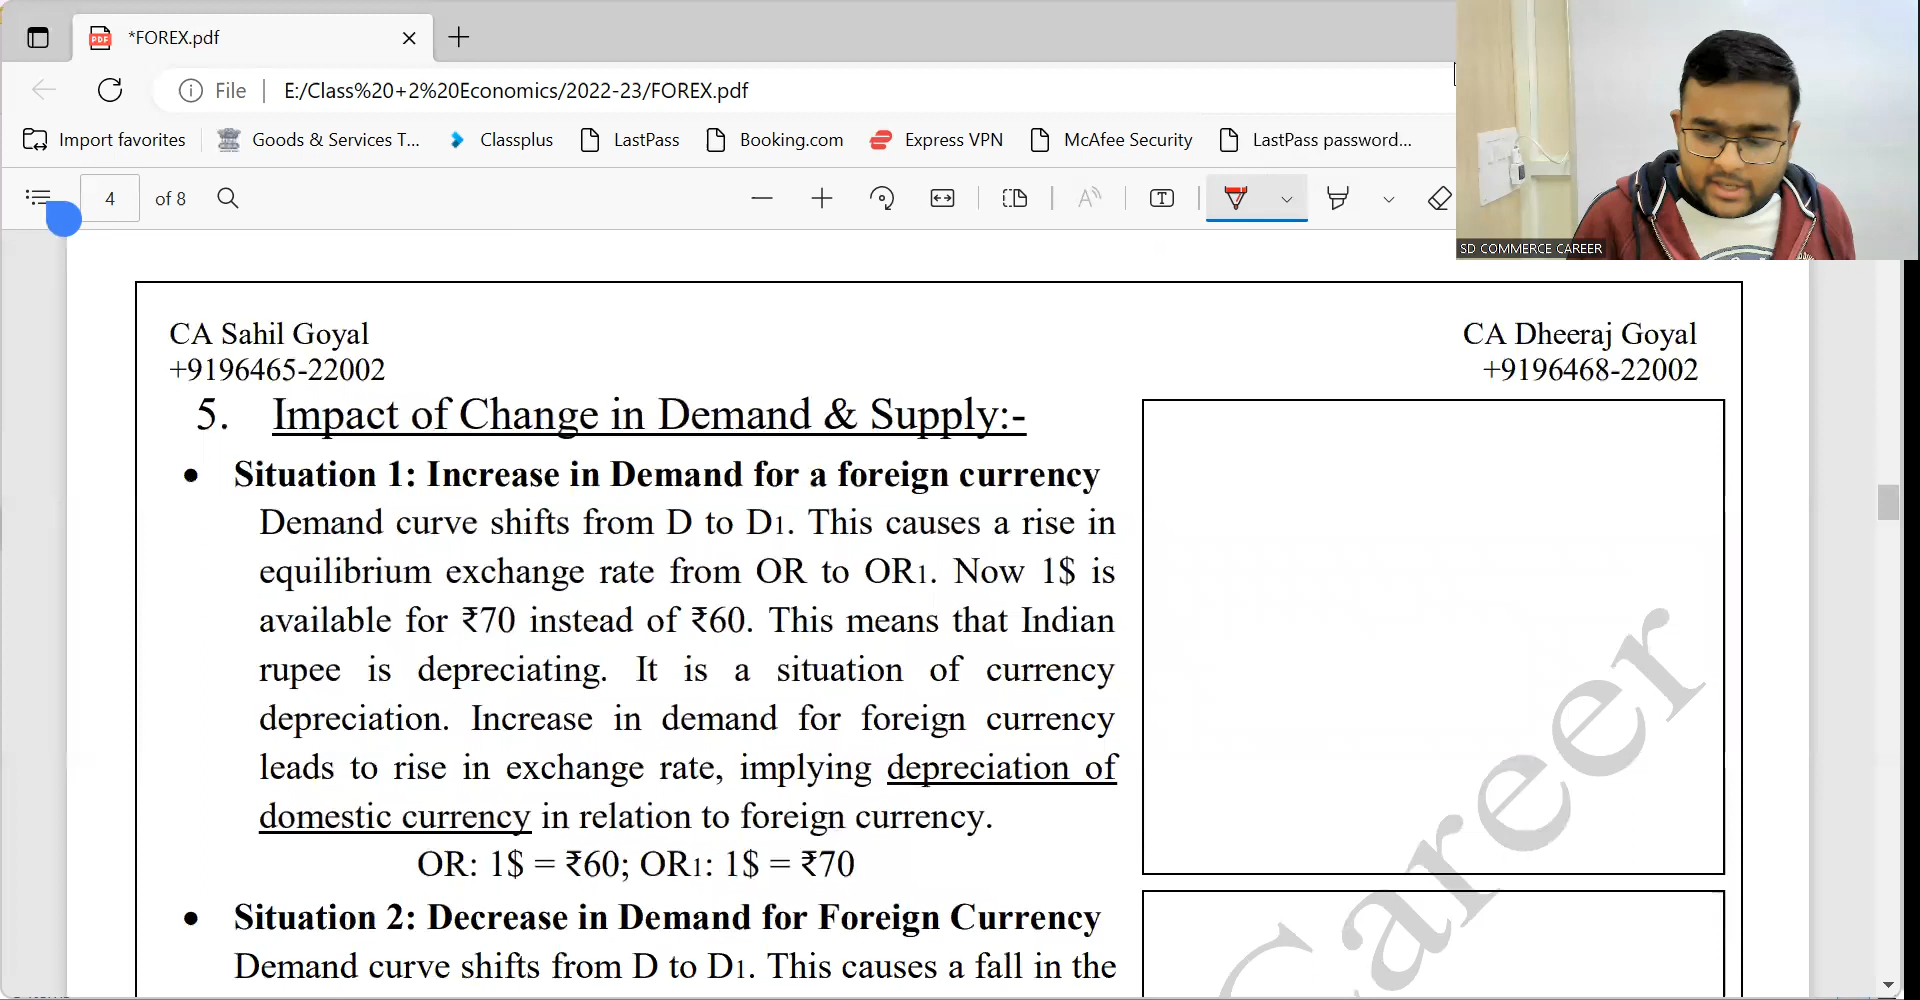 *FOREX.pdf
File
E:/Class%20+2%20Economics/2022-23/FOREX.pdf
Import favorites
Goods & Services T...
Classplus
LastPass
Booking.com
Express VPN
McAfee Security
LastPass password...
4 of 8
SD COMMERCE CAREER
CA Sahil Goyal
+9196465-22002
CA Dheeraj Goyal
+9196468-22002
5. Impact of Change in Demand & Supply:-
• Situation 1: Increase in Demand for a foreign currency
Demand curve shifts from D to D1. This causes a rise in
equilibrium exchange rate from OR to OR1. Now 1$ is
available for ₹70 instead of ₹60. This means that Indian
rupee is depreciating. It is a situation of currency
depreciation. Increase in demand for foreign currency
leads to rise in exchange rate, implying depreciation of
domestic currency in relation to foreign currency.
OR: 1$ = ₹60; OR1: 1$ = ₹70
• Situation 2: Decrease in Demand for Foreign Currency
Demand curve shifts from D to D1. This causes a fall in the
Career